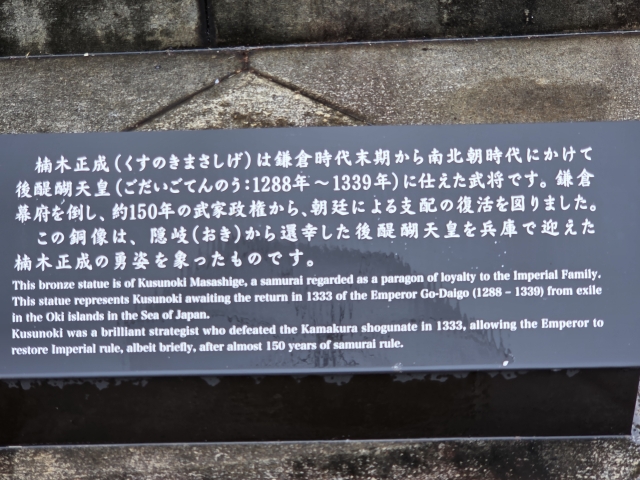 楠木正成(くすのきまさしげ)は鎌倉時代末期から南北朝時代にかけて
後醍醐天皇(ごだいごてんのう:1288年～1339年)に仕えた武将です。鎌倉
幕府を倒し、約150年の武家政権から、朝廷による支配の復活を図りました。
この銅像は、隠岐(おき)から還幸した後醍醐天皇を兵庫で迎えた
楠木正成の勇姿を象ったものです。
This bronze statue is of Kusunoki Masashige, a samurai regarded as a paragon of loyalty to the Imperial Family.
This statue represents Kusunoki awaiting the return in 1333 of the Emperor Go-Daigo (1288 – 1339) from exile
in the Oki islands in the Sea of Japan.
Kusunoki was a brilliant strategist who defeated the Kamakura shogunate in 1333, allowing the Emperor to
restore Imperial rule, albeit briefly, after almost 150 years of samurai rule.